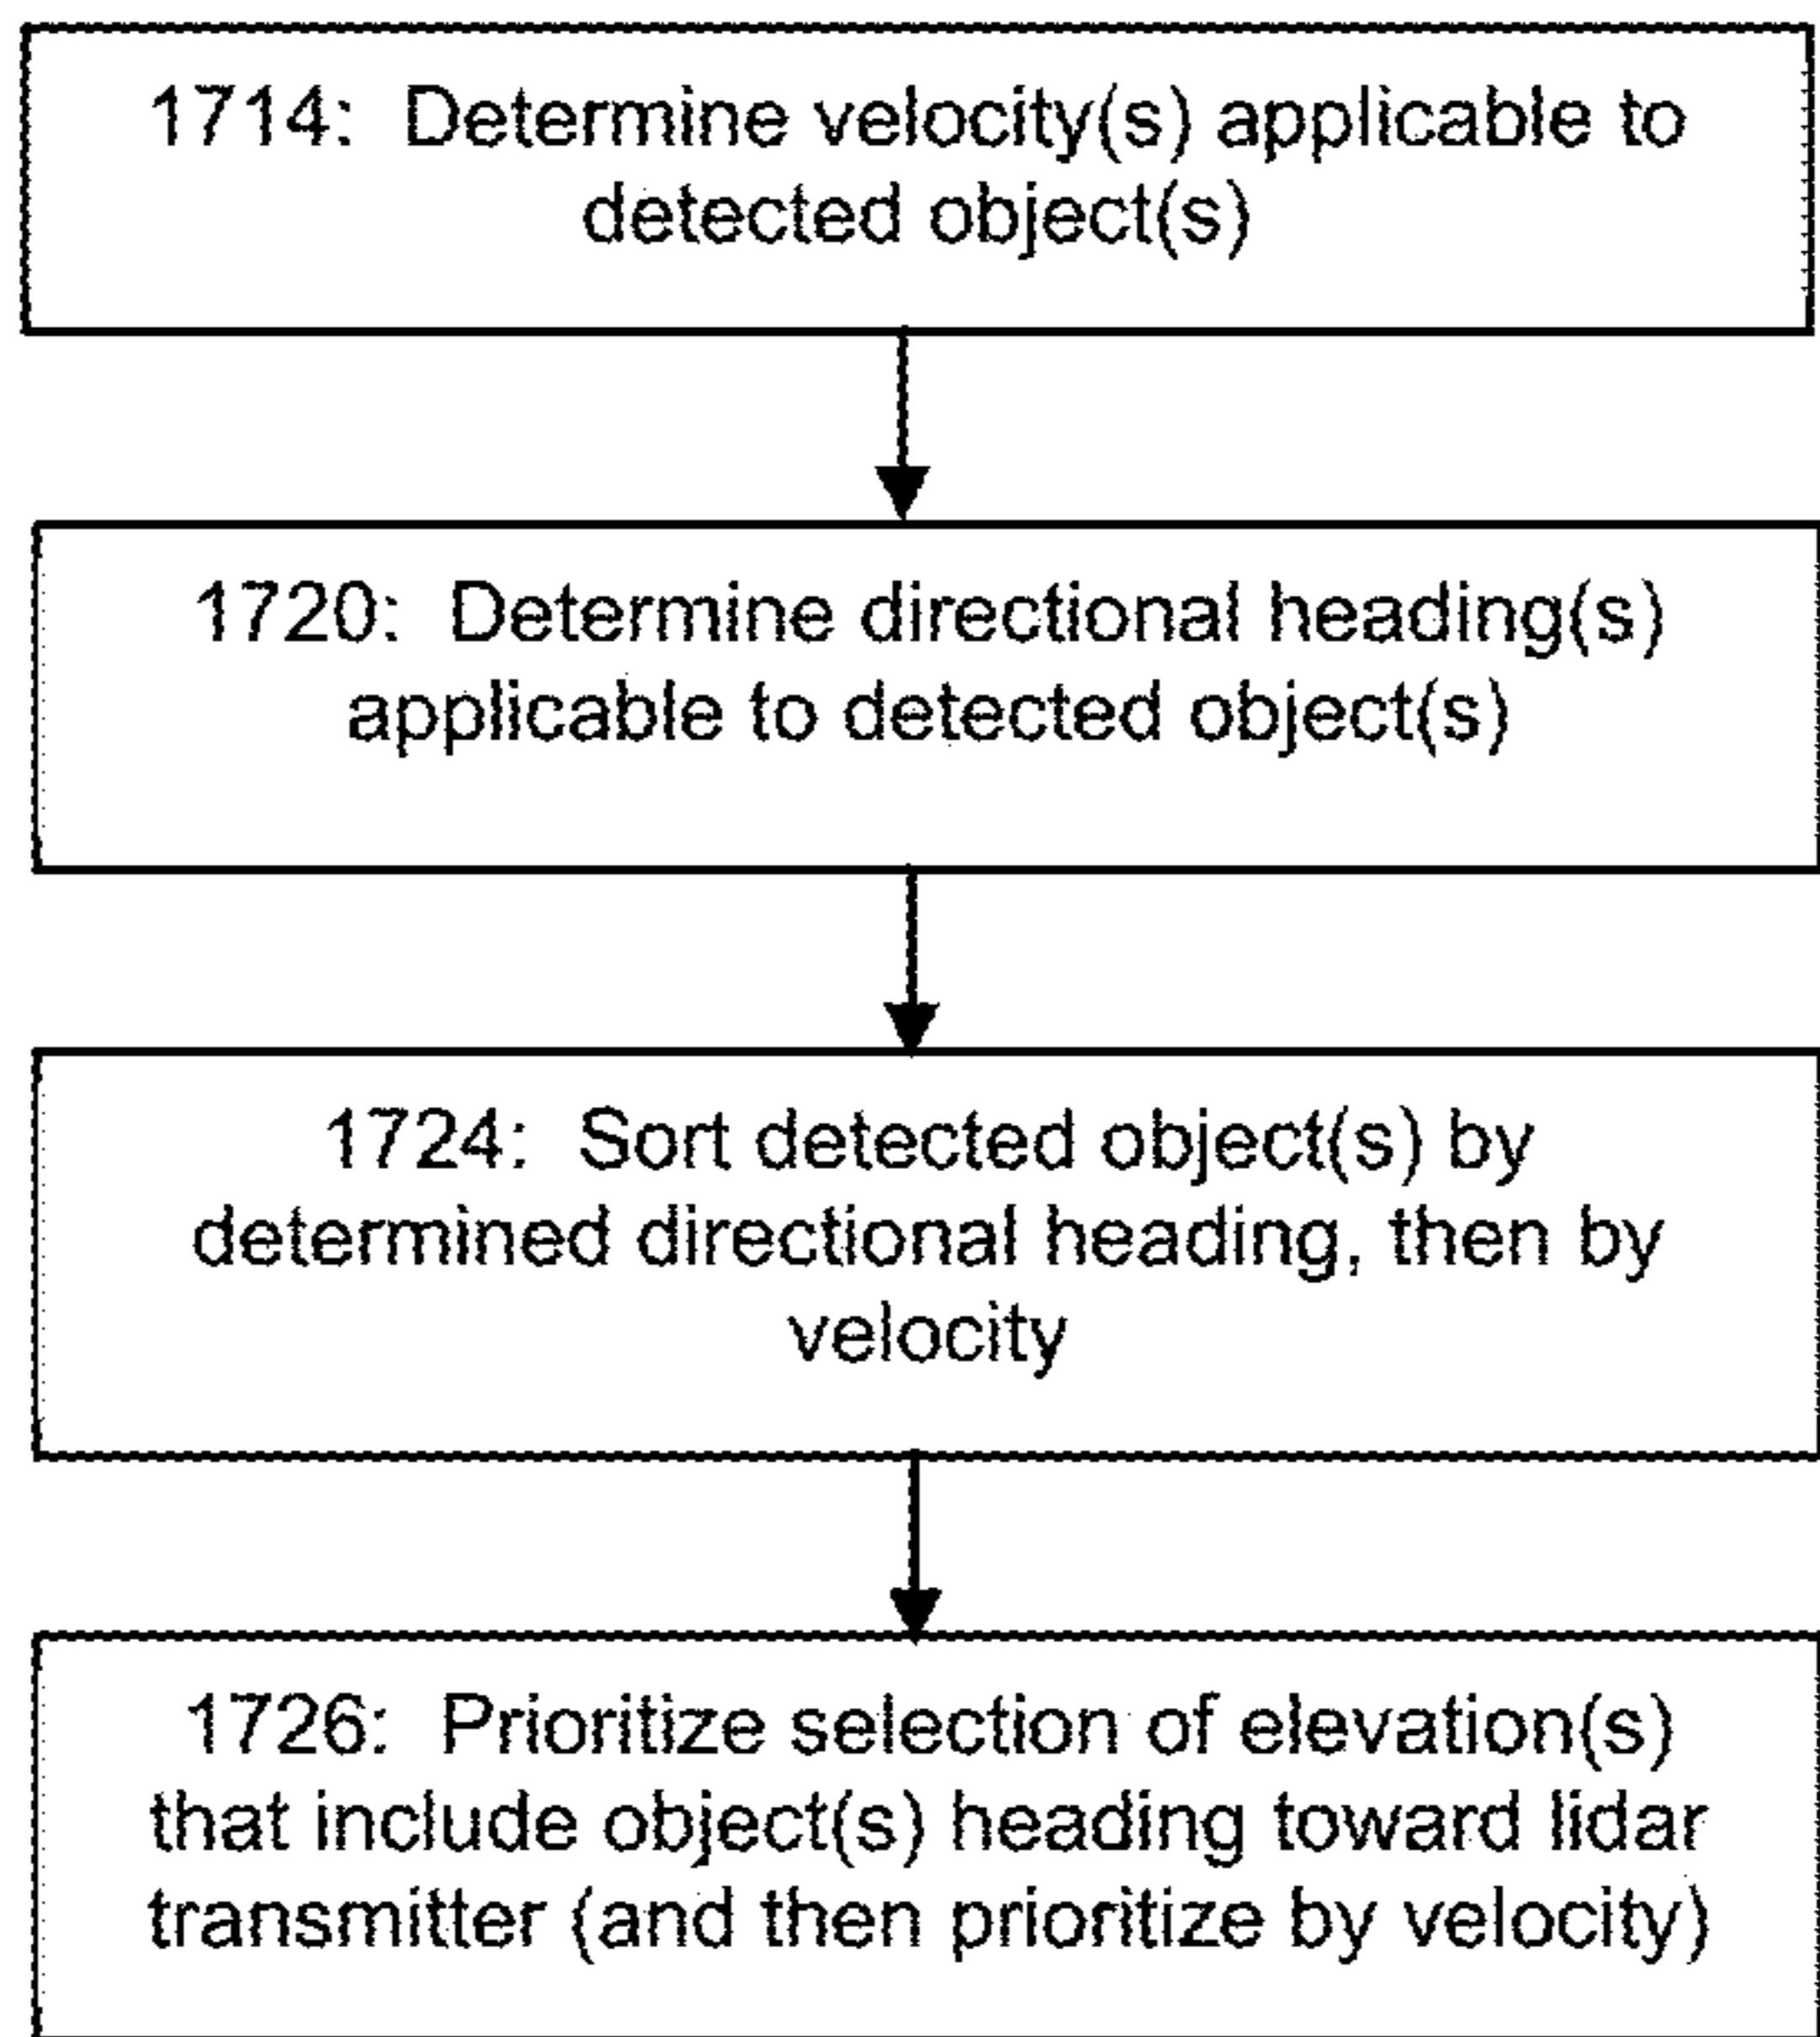 1714: Determine velocity(s) applicable to
detected object(s)
1720: Determine directional heading(s)
applicable to detected object(s)
1724: Sort detected object(s) by
determined directional heading, then by
velocity
1726: Prioritize selection of elevation(s)
that include object(s) heading toward lidar
transmitter (and then prioritize by velocity)